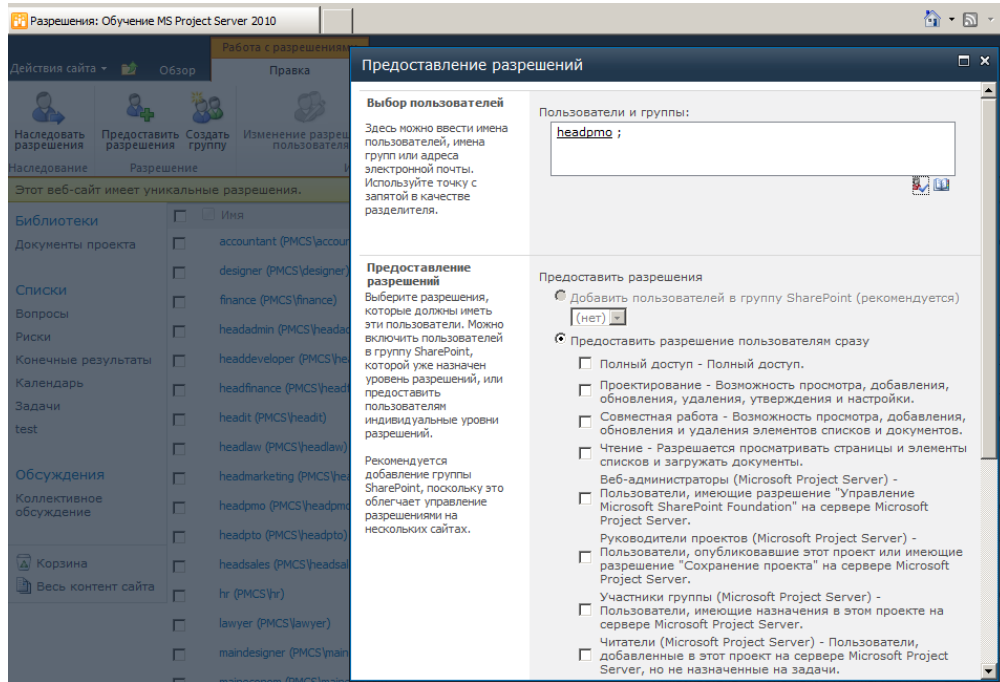 Разрешения: Обучение MS Project Server 2010
Работа с разрешениями
Действия сайта
Обзор
Правка
Наследовать разрешения
Предоставить разрешения
Создать группу
Изменение
пользователя
Наследование
Разрешение
Этот веб-сайт имеет уникальные разрешения.
Библиотеки
Документы проекта
Списки
Вопросы
Риски
Конечные результаты
Календарь
Задачи
test
Обсуждения
Коллективное
обсуждение
Корзина
Весь контент сайта
Имя
accountant (PMCS\accoun
designer (PMCS\designer)
finance (PMCS\finance)
headadmin (PMCS\headad
headdeveloper (PMCS\hea
headfinance (PMCS\headf
headit (PMCS\headit)
headlaw (PMCS\headlaw)
headmarketing (PMCS\hea
headpmo (PMCS\headpmo
headpto (PMCS\headpto)
headsales (PMCS\headsal
hr (PMCS\hr)
lawyer (PMCS\lawyer)
maindesigner (PMCS\main
Предоставление разрешений
Выбор пользователей
Здесь можно ввести имена
пользователей, имена
групп или адреса
электронной почты.
Используйте точку с
запятой в качестве
разделителя.
Пользователи и группы:
headpmo ;
Предоставление
разрешений
Выберите разрешения,
которые должны иметь
эти пользователи. Можно
включить пользователей
в группу SharePoint,
которой уже назначен
уровень разрешений, или
предоставить
пользователям
индивидуальные уровни
разрешений.
Рекомендуется
добавление группы
SharePoint, поскольку это
облегчает управление
разрешениями на
нескольких сайтах.
Предоставить разрешения
Добавить пользователей в группу SharePoint (рекомендуется)
(нет)
Предоставить разрешение пользователям сразу
Полный доступ - Полный доступ.
Проектирование - Возможность просмотра, добавления,
обновления, удаления, утверждения и настройки.
Совместная работа - Возможность просмотра, добавления,
обновления и удаления элементов списков и документов.
Чтение - Разрешается просматривать страницы и элементы
списков и загружать документы.
Веб-администраторы (Microsoft Project Server) -
Пользователи, имеющие разрешение "Управление
Microsoft SharePoint Foundation" на сервере Microsoft
Project Server.
Руководители проектов (Microsoft Project Server) -
Пользователи, опубликовавшие этот проект или имеющие
разрешение "Сохранение проекта" на сервере Microsoft
Project Server.
Участники группы (Microsoft Project Server) -
Пользователи, имеющие назначения в этом проекте на
сервере Microsoft Project Server.
Читатели (Microsoft Project Server) - Пользователи,
добавленные в этот проект на сервере Microsoft Project
Server, но не назначенные на задачи.